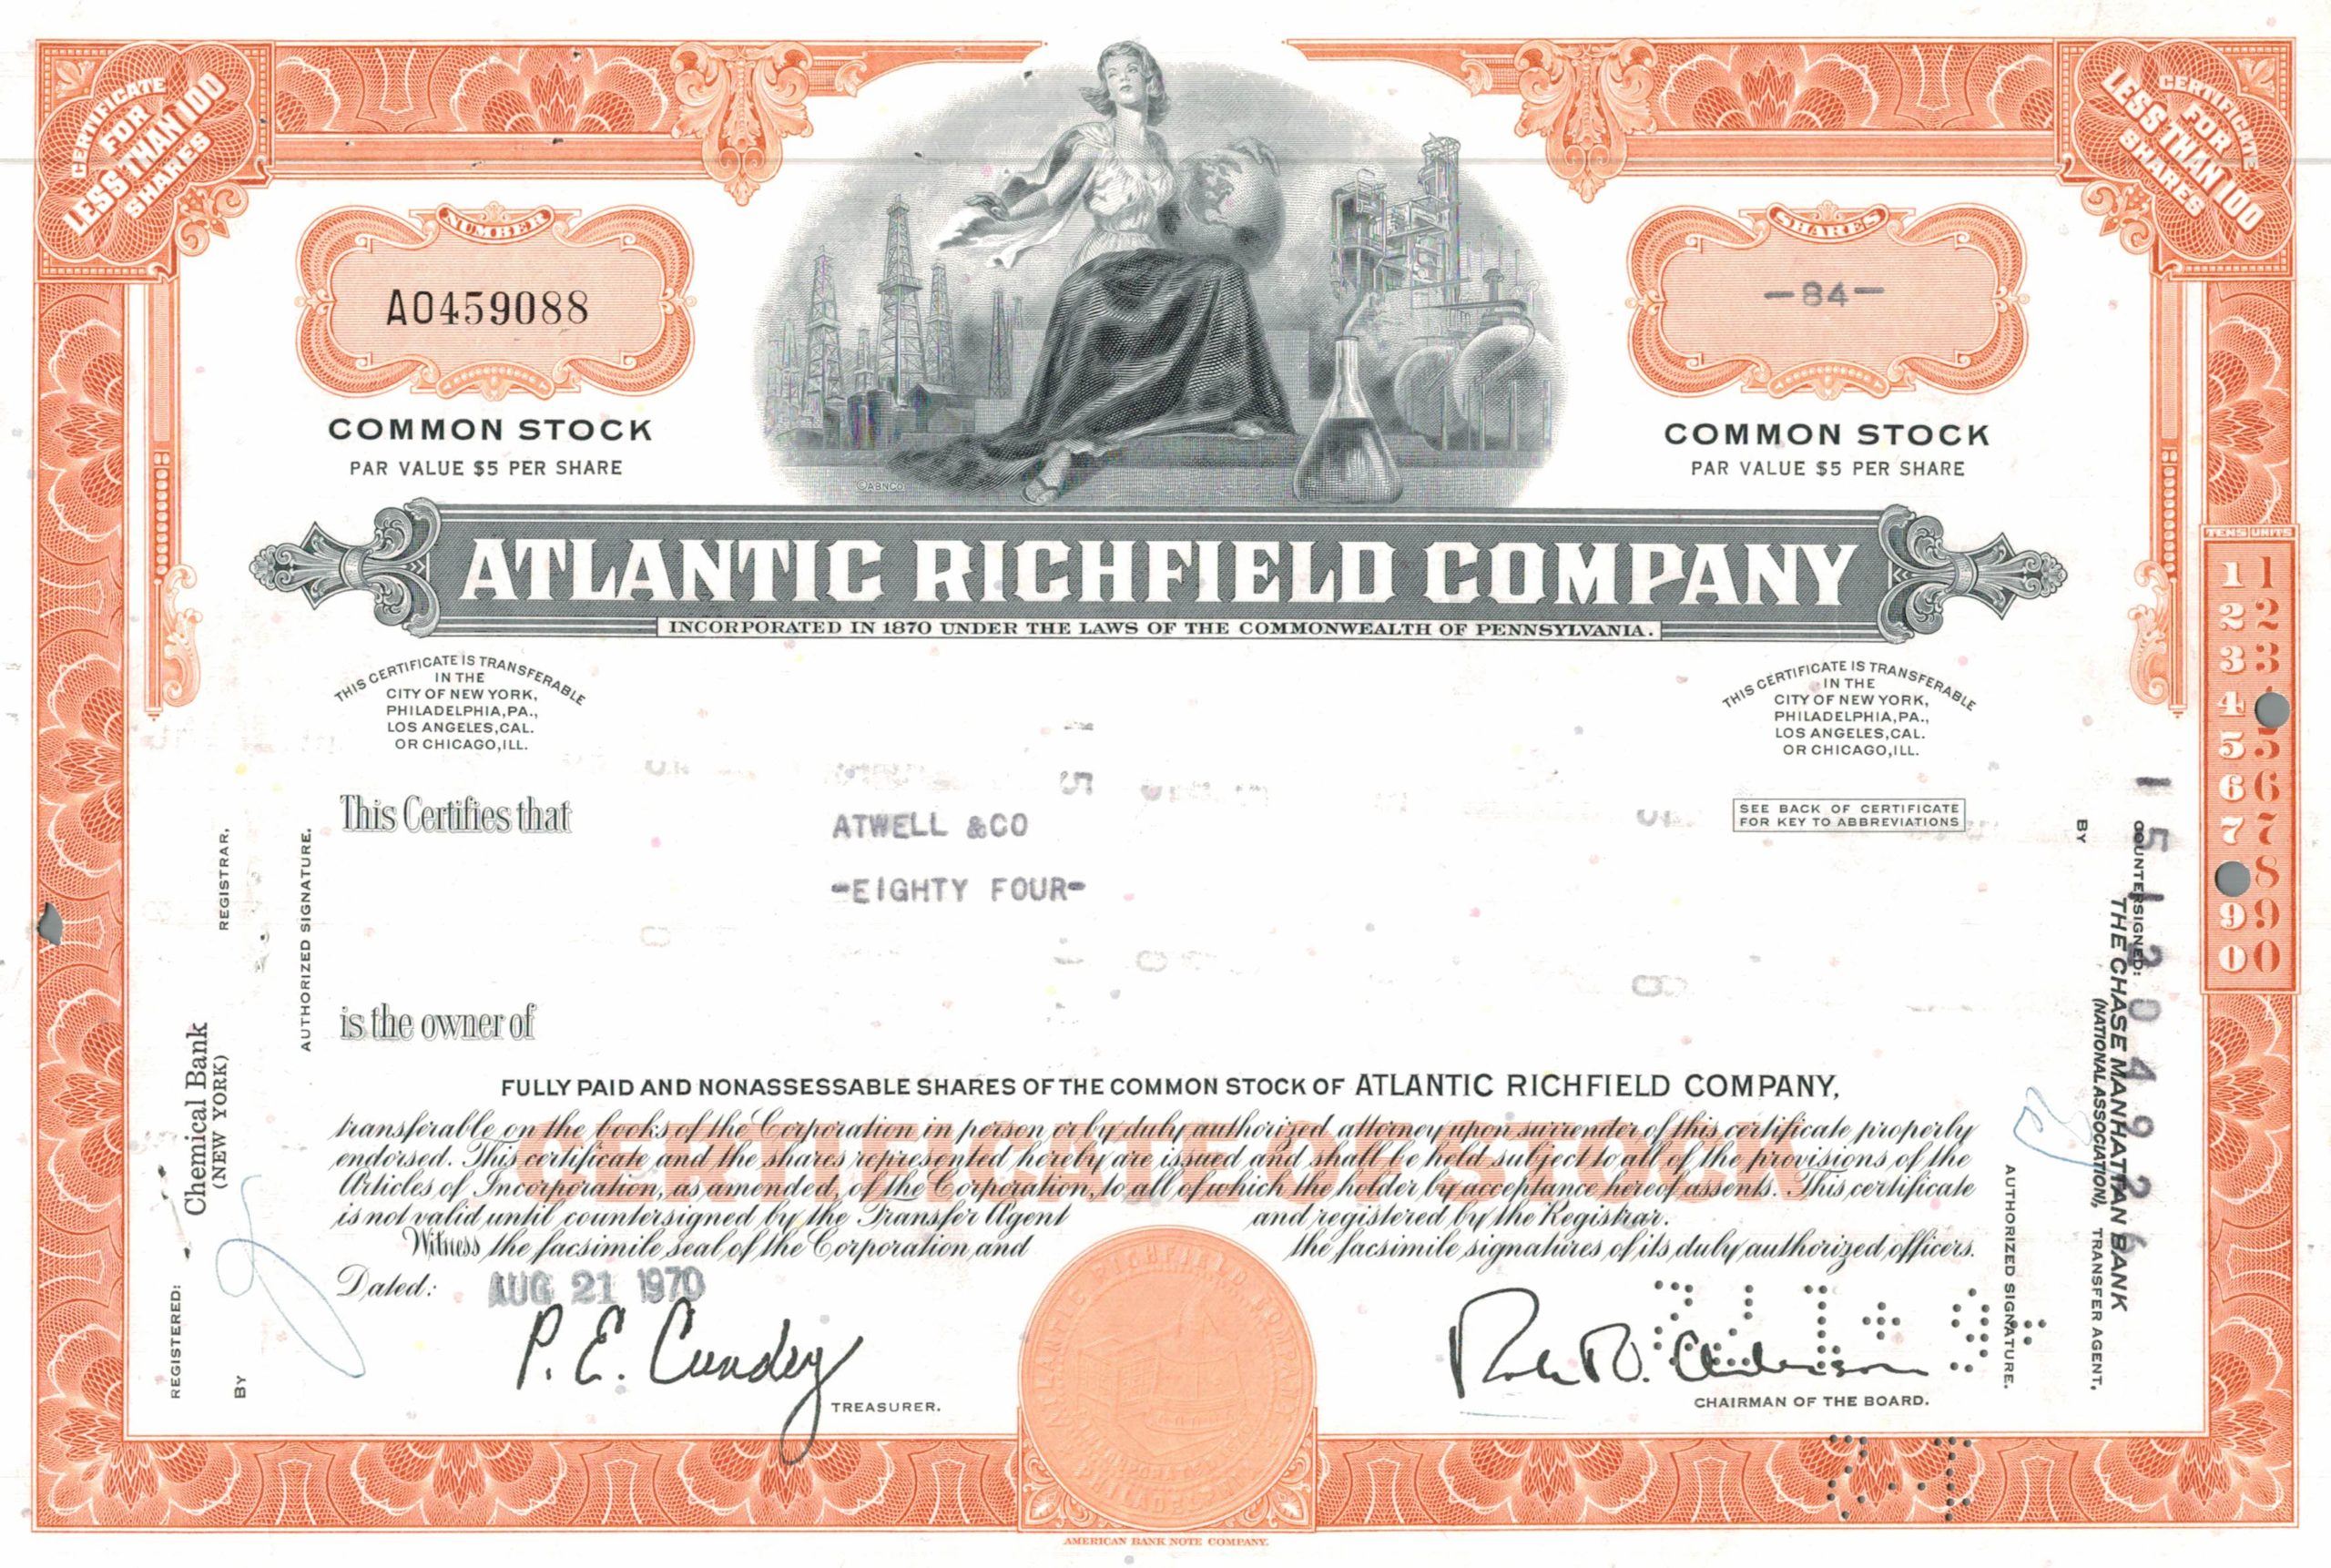 CERTIFICATE
FOR
LESS THAN 100
SHARES
CERTIFICATE
FOR
LESS THAN 100
SHARES
NUMBER
A0459088
COMMON STOCK
PAR VALUE $5 PER SHARE
SHARES
-84-
COMMON STOCK
PAR VALUE $5 PER SHARE
©ABNCO
ATLANTIC RICHFIELD COMPANY
INCORPORATED IN 1870 UNDER THE LAWS OF THE COMMONWEALTH OF PENNSYLVANIA.
THIS CERTIFICATE IS TRANSFERABLE
IN THE
CITY OF NEW YORK,
PHILADELPHIA, PA.,
LOS ANGELES, CAL.
OR CHICAGO, ILL.
THIS CERTIFICATE IS TRANSFERABLE
IN THE
CITY OF NEW YORK,
PHILADELPHIA, PA.,
LOS ANGELES, CAL.
OR CHICAGO, ILL.
SEE BACK OF CERTIFICATE
FOR KEY TO ABBREVIATIONS
This Certifies that
ATWELL &CO
-EIGHTY FOUR-
is the owner of
FULLY PAID AND NONASSESSABLE SHARES OF THE COMMON STOCK OF ATLANTIC RICHFIELD COMPANY,
transferable on the books of the Corporation in person or by duly authorized attorney upon surrender of this certificate properly
endorsed. This certificate and the shares represented hereby are issued and shall be held subject to all of the provisions of the
Articles of Incorporation, as amended, of the Corporation, to all of which the holder by acceptance hereof assents. This certificate
is not valid until countersigned by the Transfer Agent and registered by the Registrar.
Witness the facsimile seal of the Corporation and the facsimile signatures of its duly authorized officers.
Dated: AUG 21 1970
P. E. Cundey
TREASURER.
CHAIRMAN OF THE BOARD.
ATLANTIC RICHFIELD COMPANY
AMERICAN BANK NOTE COMPANY.
REGISTERED:
Chemical Bank
(NEW YORK)
REGISTRAR,
BY
AUTHORIZED SIGNATURE.
COUNTERSIGNED:
THE CHASE MANHATTAN BANK
(NATIONAL ASSOCIATION),
TRANSFER AGENT,
BY
AUTHORIZED SIGNATURE.
TENS UNITS
1 1
2 2
3 3
4
5 5
6 6
7 7
8
9 9
0 0